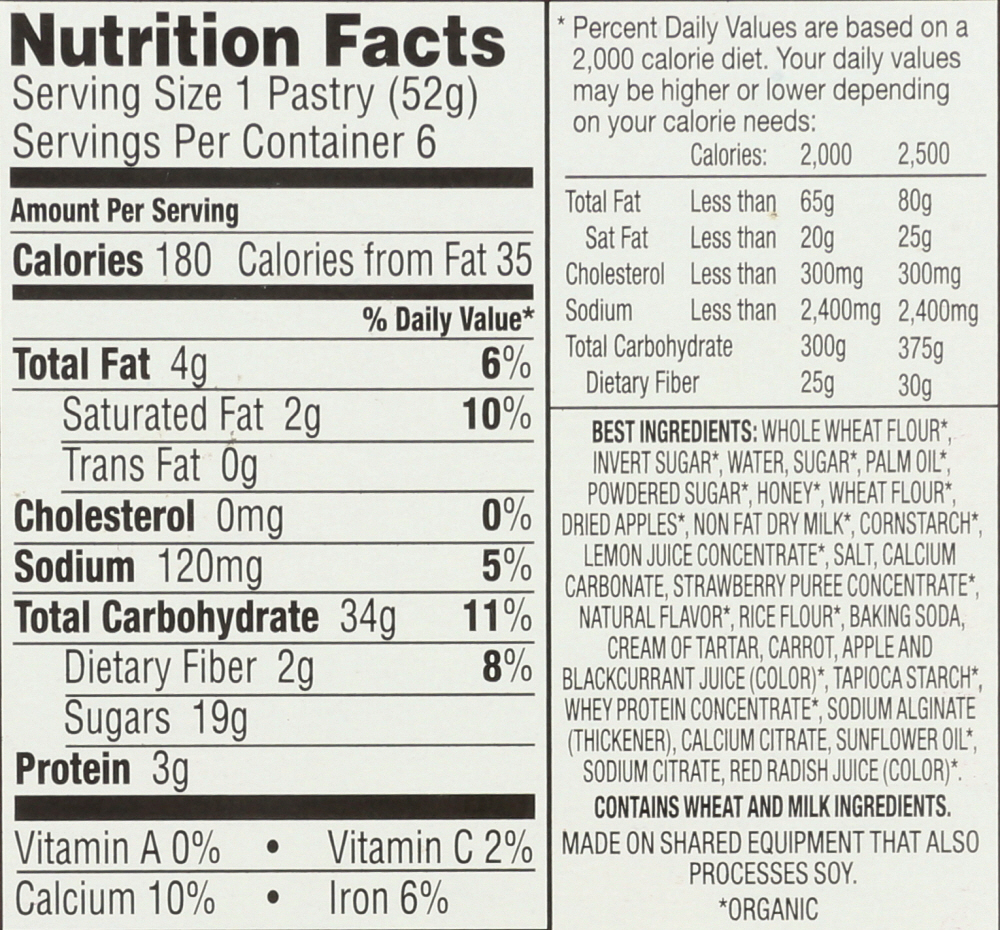 Nutrition Facts
Serving Size 1 Pastry (52g)
Servings Per Container 6
Amount Per Serving
Calories 180 Calories from Fat 35
% Daily Value*
Total Fat 4g 6%
Saturated Fat 2g 10%
Trans Fat 0g
Cholesterol 0mg 0%
Sodium 120mg 5%
Total Carbohydrate 34g 11%
Dietary Fiber 2g 8%
Sugars 19g
Protein 3g
Vitamin A 0% • Vitamin C 2%
Calcium 10% • Iron 6%
* Percent Daily Values are based on a
2,000 calorie diet. Your daily values
may be higher or lower depending
on your calorie needs:
Calories: 2,000 2,500
Total Fat Less than 65g 80g
Sat Fat Less than 20g 25g
Cholesterol Less than 300mg 300mg
Sodium Less than 2,400mg 2,400mg
Total Carbohydrate 300g 375g
Dietary Fiber 25g 30g
BEST INGREDIENTS: WHOLE WHEAT FLOUR*,
INVERT SUGAR*, WATER, SUGAR*, PALM OIL*,
POWDERED SUGAR*, HONEY*, WHEAT FLOUR*,
DRIED APPLES*, NON FAT DRY MILK*, CORNSTARCH*,
LEMON JUICE CONCENTRATE*, SALT, CALCIUM
CARBONATE, STRAWBERRY PUREE CONCENTRATE*,
NATURAL FLAVOR*, RICE FLOUR*, BAKING SODA,
CREAM OF TARTAR, CARROT, APPLE AND
BLACKCURRANT JUICE (COLOR)*, TAPIOCA STARCH*,
WHEY PROTEIN CONCENTRATE*, SODIUM ALGINATE
(THICKENER), CALCIUM CITRATE, SUNFLOWER OIL*,
SODIUM CITRATE, RED RADISH JUICE (COLOR)*.
CONTAINS WHEAT AND MILK INGREDIENTS.
MADE ON SHARED EQUIPMENT THAT ALSO
PROCESSES SOY.
*ORGANIC